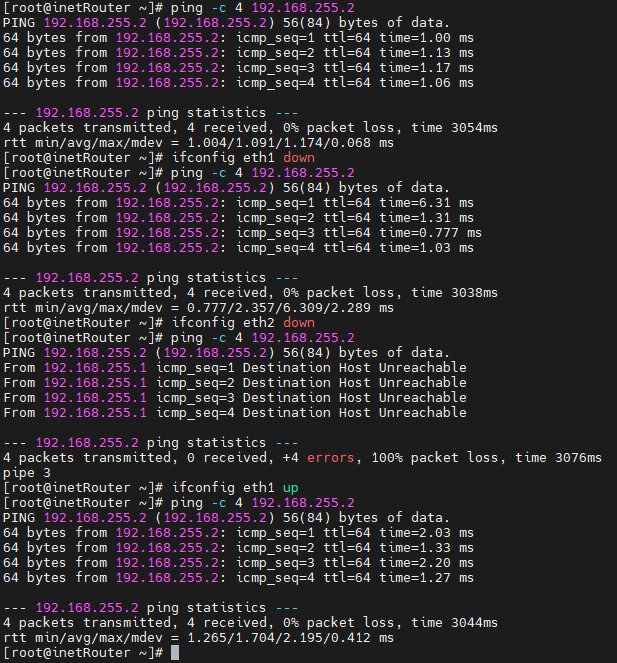 [root@inetRouter ~]# ping -c 4 192.168.255.2
PING 192.168.255.2 (192.168.255.2) 56(84) bytes of data.
64 bytes from 192.168.255.2: icmp_seq=1 ttl=64 time=1.00 ms
64 bytes from 192.168.255.2: icmp_seq=2 ttl=64 time=1.13 ms
64 bytes from 192.168.255.2: icmp_seq=3 ttl=64 time=1.17 ms
64 bytes from 192.168.255.2: icmp_seq=4 ttl=64 time=1.06 ms
--- 192.168.255.2 ping statistics ---
4 packets transmitted, 4 received, 0% packet loss, time 3054ms
rtt min/avg/max/mdev = 1.004/1.091/1.174/0.068 ms
[root@inetRouter ~]# ifconfig eth1 down
[root@inetRouter ~]# ping -c 4 192.168.255.2
PING 192.168.255.2 (192.168.255.2) 56(84) bytes of data.
64 bytes from 192.168.255.2: icmp_seq=1 ttl=64 time=6.31 ms
64 bytes from 192.168.255.2: icmp_seq=2 ttl=64 time=1.31 ms
64 bytes from 192.168.255.2: icmp_seq=3 ttl=64 time=0.777 ms
64 bytes from 192.168.255.2: icmp_seq=4 ttl=64 time=1.03 ms
--- 192.168.255.2 ping statistics ---
4 packets transmitted, 4 received, 0% packet loss, time 3038ms
rtt min/avg/max/mdev = 0.777/2.357/6.309/2.289 ms
[root@inetRouter ~]# ifconfig eth2 down
[root@inetRouter ~]# ping -c 4 192.168.255.2
PING 192.168.255.2 (192.168.255.2) 56(84) bytes of data.
From 192.168.255.1 icmp_seq=1 Destination Host Unreachable
From 192.168.255.1 icmp_seq=2 Destination Host Unreachable
From 192.168.255.1 icmp_seq=3 Destination Host Unreachable
From 192.168.255.1 icmp_seq=4 Destination Host Unreachable
--- 192.168.255.2 ping statistics ---
4 packets transmitted, 0 received, +4 errors, 100% packet loss, time 3076ms
pipe 3
[root@inetRouter ~]# ifconfig eth1 up
[root@inetRouter ~]# ping -c 4 192.168.255.2
PING 192.168.255.2 (192.168.255.2) 56(84) bytes of data.
64 bytes from 192.168.255.2: icmp_seq=1 ttl=64 time=2.03 ms
64 bytes from 192.168.255.2: icmp_seq=2 ttl=64 time=1.33 ms
64 bytes from 192.168.255.2: icmp_seq=3 ttl=64 time=2.20 ms
64 bytes from 192.168.255.2: icmp_seq=4 ttl=64 time=1.27 ms
--- 192.168.255.2 ping statistics ---
4 packets transmitted, 4 received, 0% packet loss, time 3044ms
rtt min/avg/max/mdev = 1.265/1.704/2.195/0.412 ms
[root@inetRouter ~]#